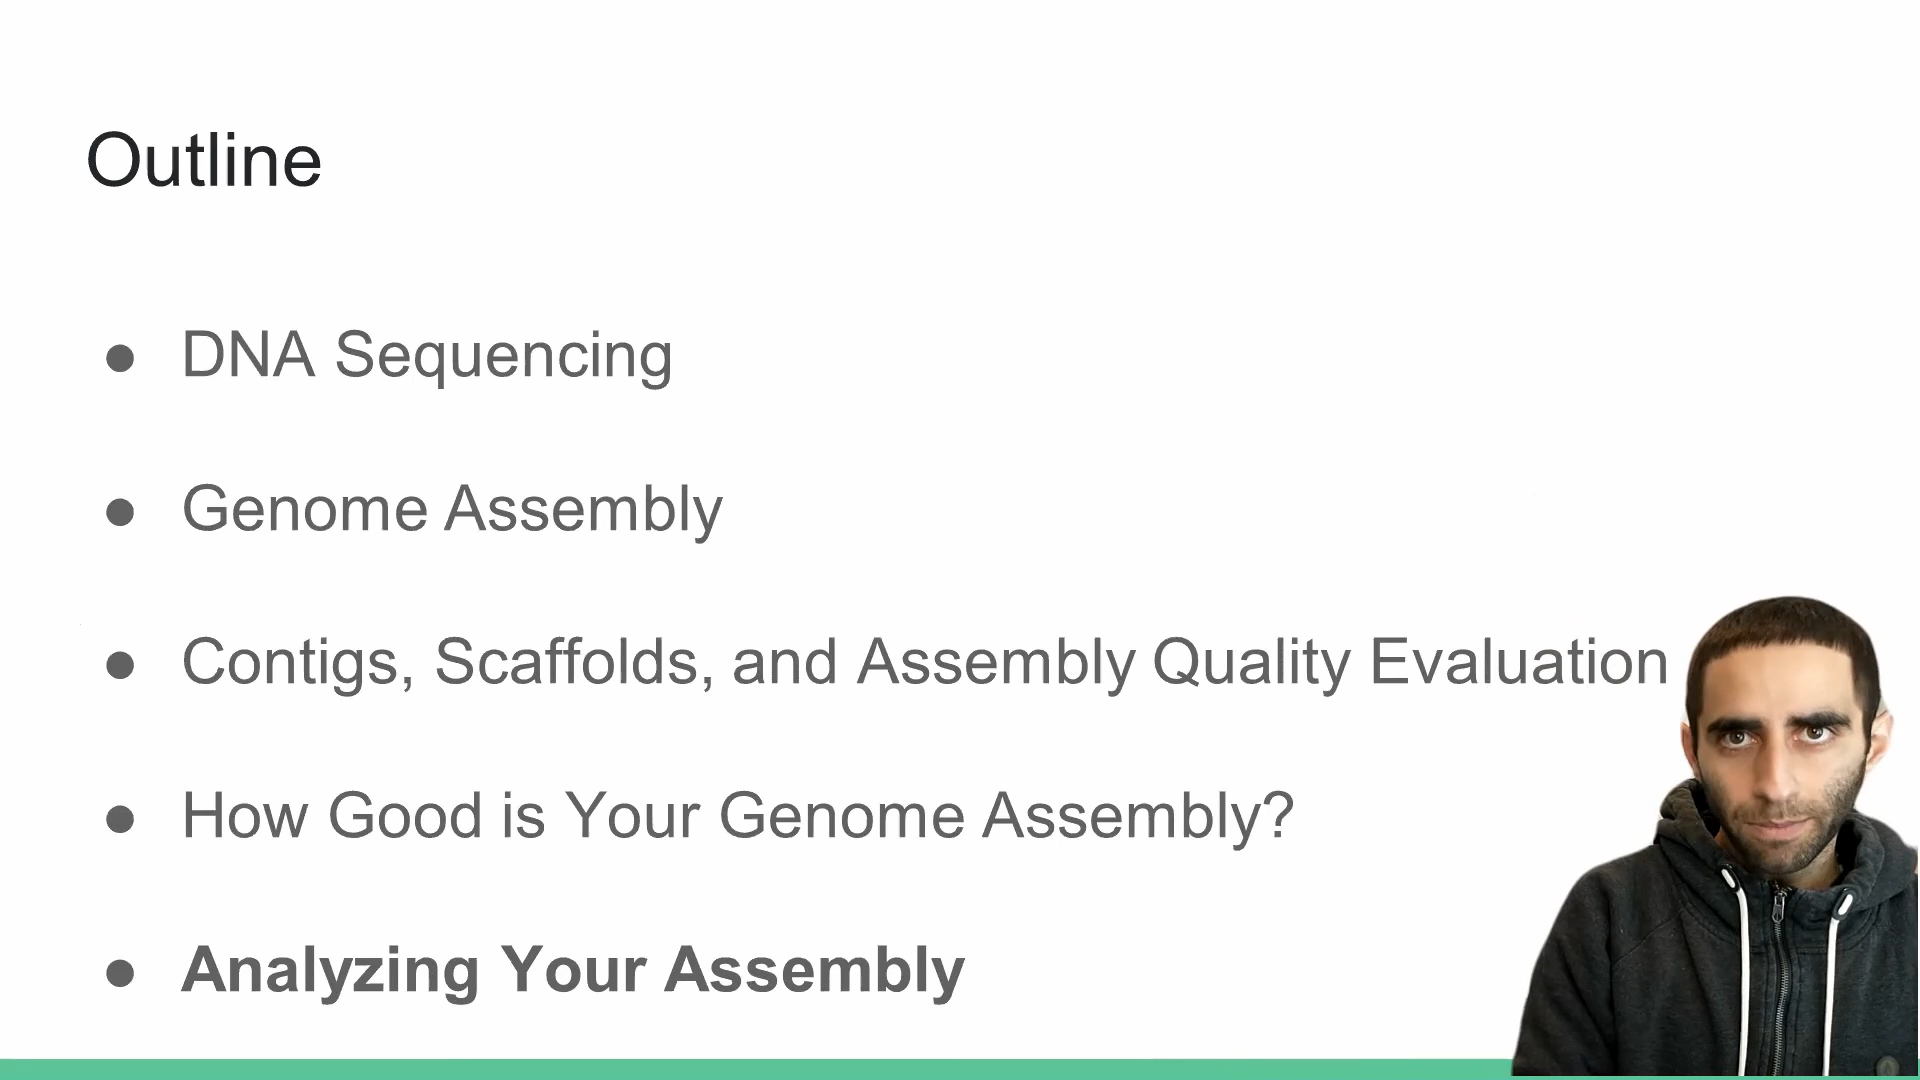 Outline
● DNA Sequencing
● Genome Assembly
● Contigs, Scaffolds, and Assembly Quality Evaluation
● How Good is Your Genome Assembly?
● Analyzing Your Assembly